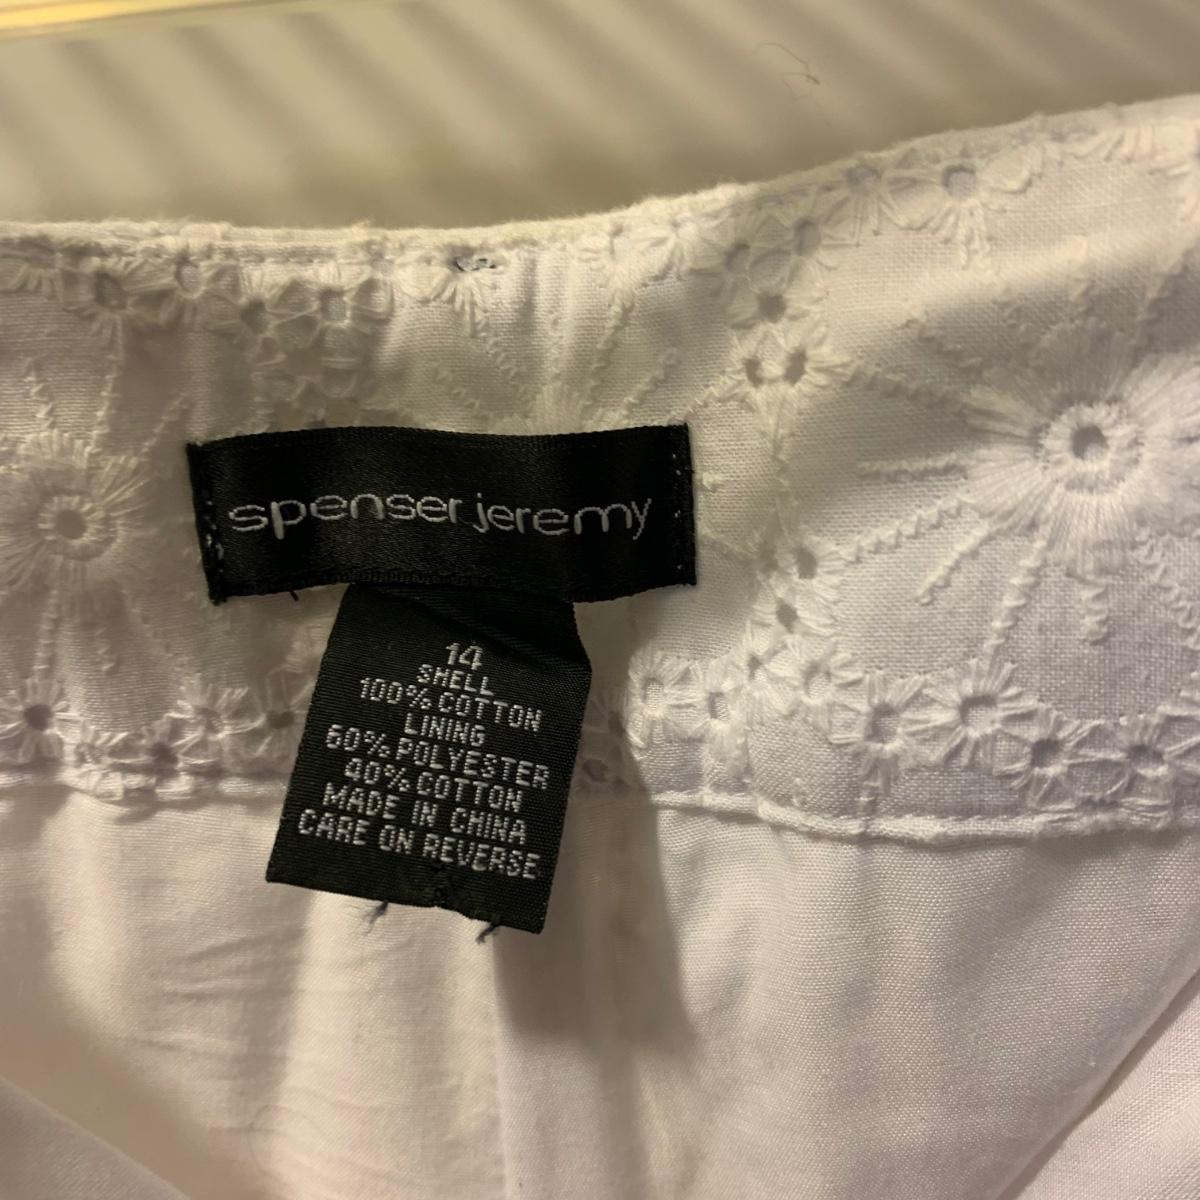 spenser jeremy
14
SHELL
100% COTTON
LINING
60% POLYESTER
40% COTTON
MADE IN CHINA
CARE ON REVERSE